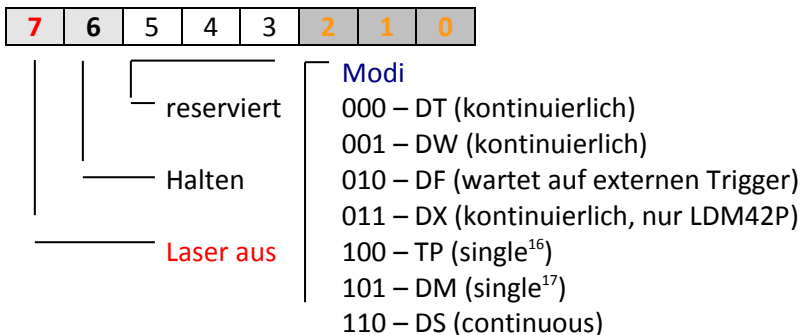 7 6 5 4 3 2 1 0
Modi
000 – DT (kontinuierlich)
reserviert
001 – DW (kontinuierlich)
010 – DF (wartet auf externen Trigger)
Halten
011 – DX (kontinuierlich, nur LDM42P)
Laser aus
100 – TP (single16)
101 – DM (single17)
110 – DS (continuous)